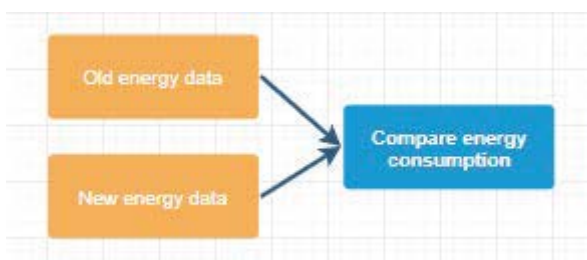 Old energy data
Compare energy
consumption
New energy data